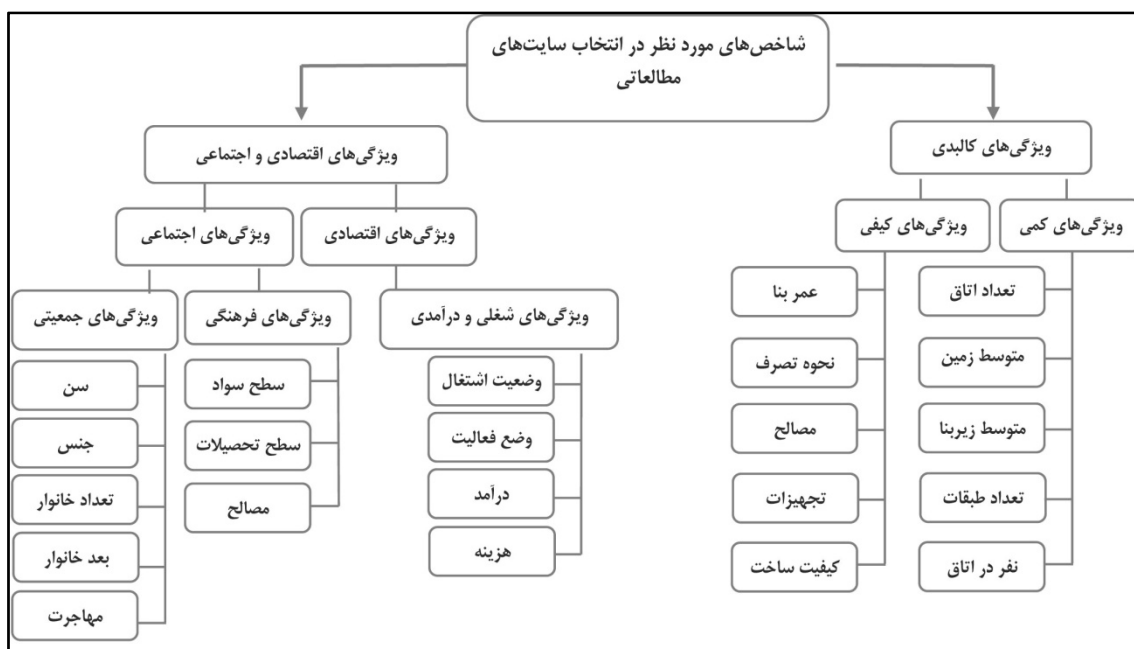 شاخص‌های مورد نظر در انتخاب سایت‌های
مطالعاتی
ویژگی‌های کالبدی
ویژگی‌های کمی
تعداد اتاق
متوسط زمین
متوسط زیربنا
تعداد طبقات
نفر در اتاق
ویژگی‌های کیفی
عمر بنا
نحوه تصرف
مصالح
تجهیزات
کیفیت ساخت
ویژگی‌های اقتصادی و اجتماعی
ویژگی‌های اقتصادی
ویژگی‌های شغلی و درآمدی
وضعیت اشتغال
وضع فعالیت
درآمد
هزینه
ویژگی‌های اجتماعی
ویژگی‌های فرهنگی
سطح سواد
سطح تحصیلات
مصالح
ویژگی‌های جمعیتی
سن
جنس
تعداد خانوار
بعد خانوار
مهاجرت